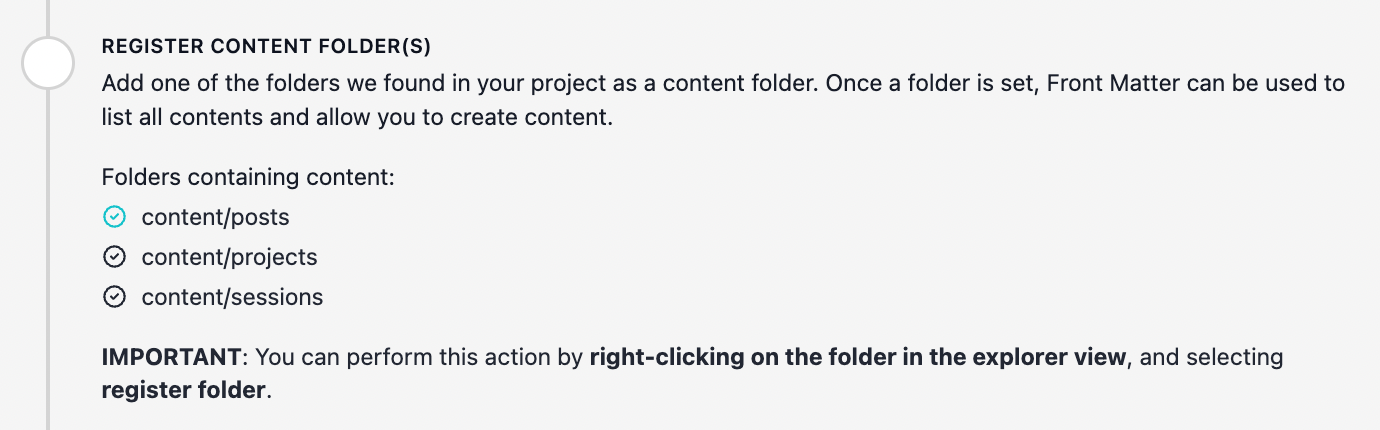 REGISTER CONTENT FOLDER(S)
Add one of the folders we found in your project as a content folder. Once a folder is set, Front Matter can be used to
list all contents and allow you to create content.
Folders containing content:
content/posts
content/projects
content/sessions
IMPORTANT: You can perform this action by right-clicking on the folder in the explorer view, and selecting
register folder.